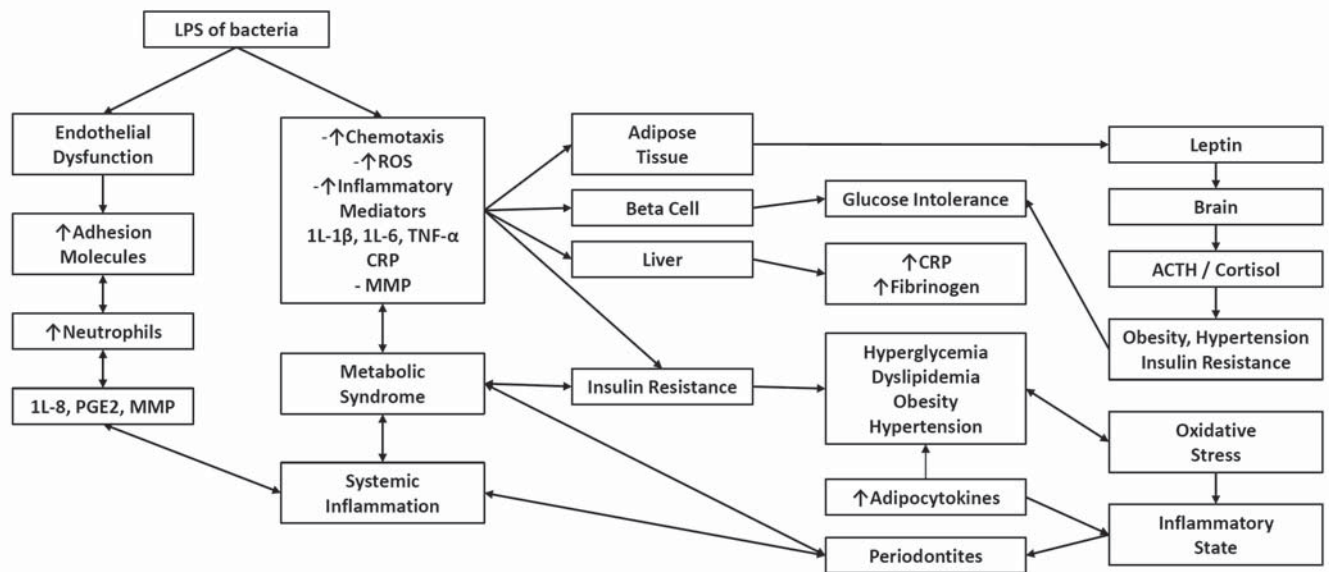 LPS of bacteria
Endothelial
Dysfunction
↑Adhesion
Molecules
↑Neutrophils
1L-8, PGE2, MMP
-↑Chemotaxis
-↑ROS
-↑Inflammatory
Mediators
1L-1β, 1L-6, TNF-α
CRP
- MMP
Metabolic
Syndrome
Systemic
Inflammation
Adipose
Tissue
Beta Cell
Liver
Insulin Resistance
Glucose Intolerance
↑CRP
↑Fibrinogen
Hyperglycemia
Dyslipidemia
Obesity
Hypertension
↑Adipocytokines
Periodontites
Leptin
Brain
ACTH / Cortisol
Obesity, Hypertension
Insulin Resistance
Oxidative
Stress
Inflammatory
State